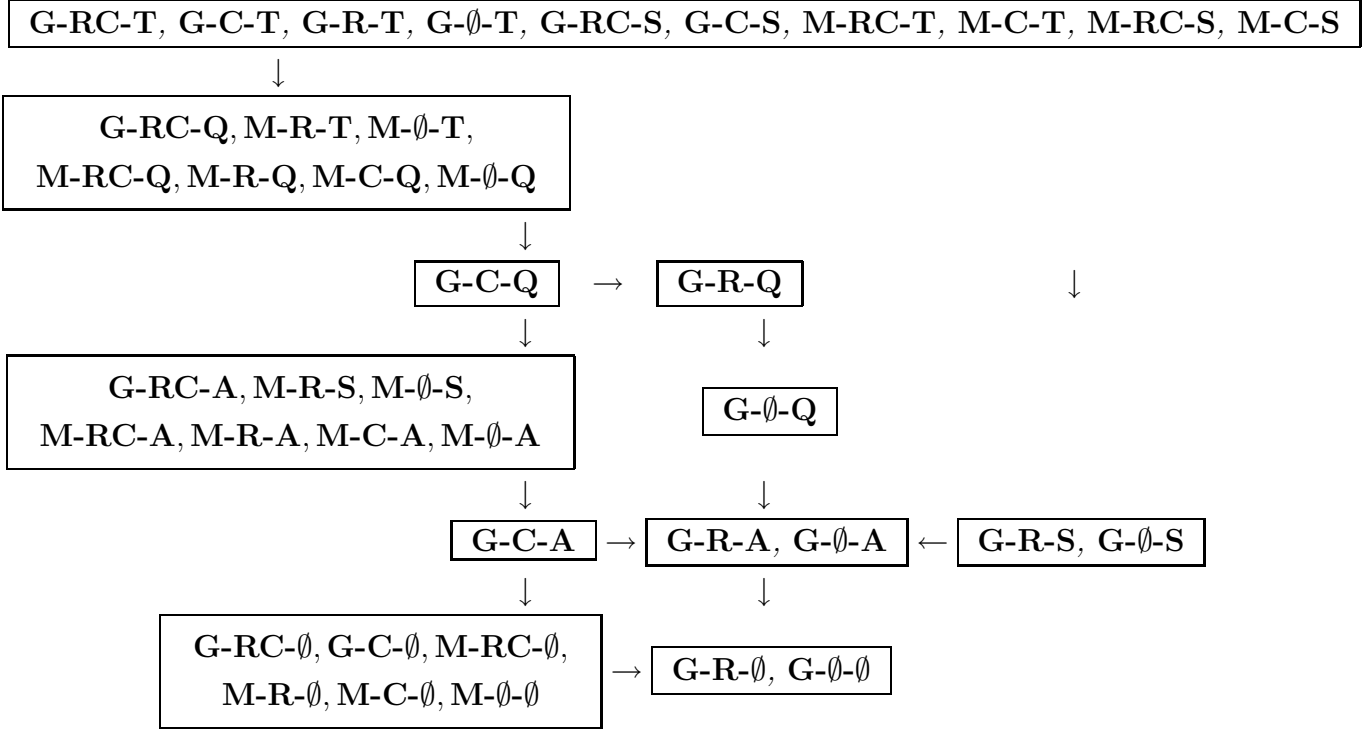 G-RC-T, G-C-T, G-R-T, G-∅-T, G-RC-S, G-C-S, M-RC-T, M-C-T, M-RC-S, M-C-S
↓
G-RC-Q, M-R-T, M-∅-T,
M-RC-Q, M-R-Q, M-C-Q, M-∅-Q
↓
G-C-Q → G-R-Q ↓
↓ ↓
G-RC-A, M-R-S, M-∅-S,
M-RC-A, M-R-A, M-C-A, M-∅-A
G-∅-Q
↓ ↓
G-C-A → G-R-A, G-∅-A ← G-R-S, G-∅-S
↓ ↓
G-RC-∅, G-C-∅, M-RC-∅,
M-R-∅, M-C-∅, M-∅-∅
→ G-R-∅, G-∅-∅